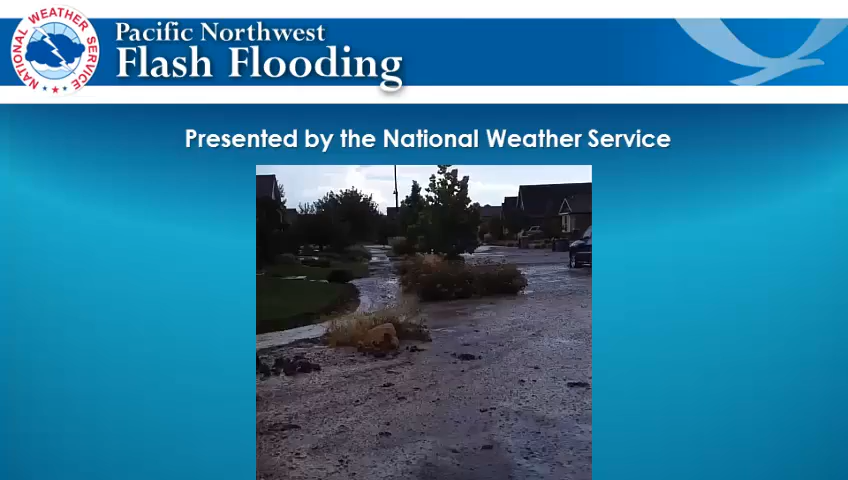 NATIONAL WEATHER SERVICE
Pacific Northwest
Flash Flooding
Presented by the National Weather Service